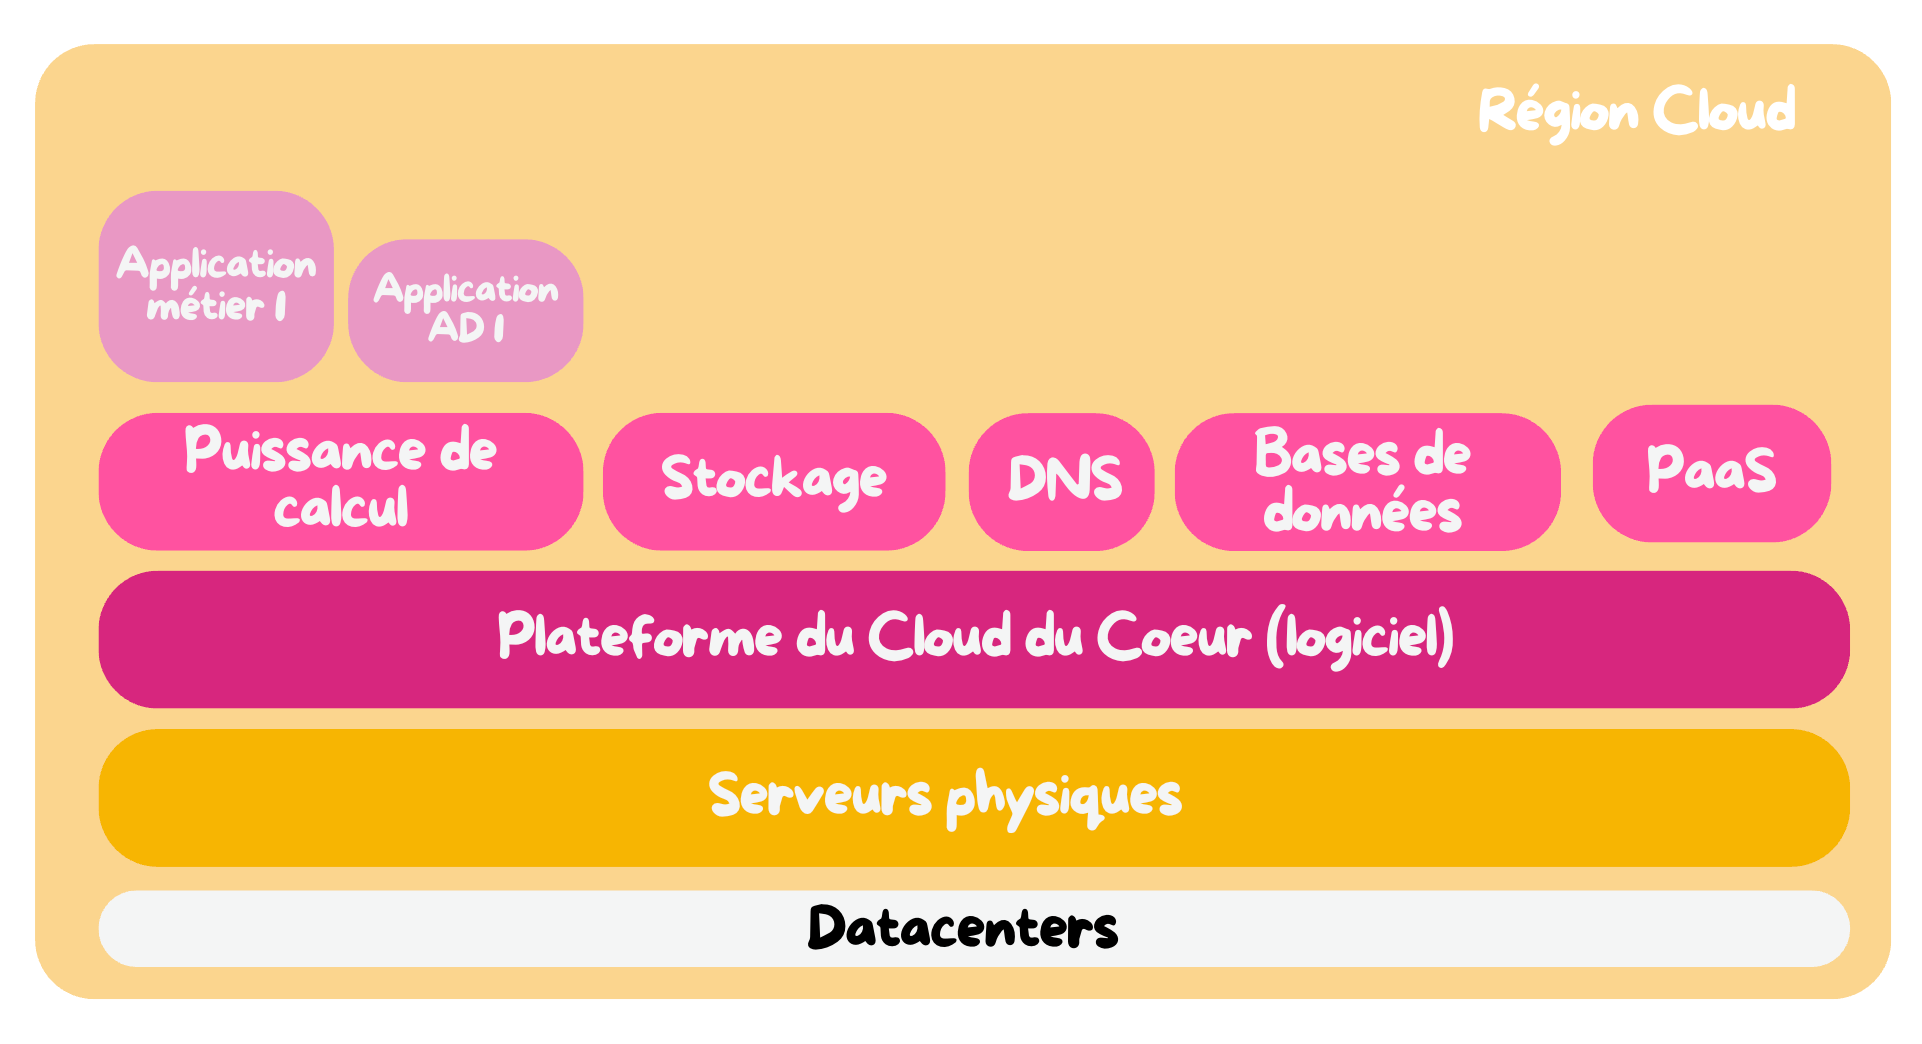 Région Cloud
Application
métier 1
Application
AD 1
Puissance de
calcul
Stockage
DNS
Bases de
données
PaaS
Plateforme du Cloud du Coeur (logiciel)
Serveurs physiques
Datacenters